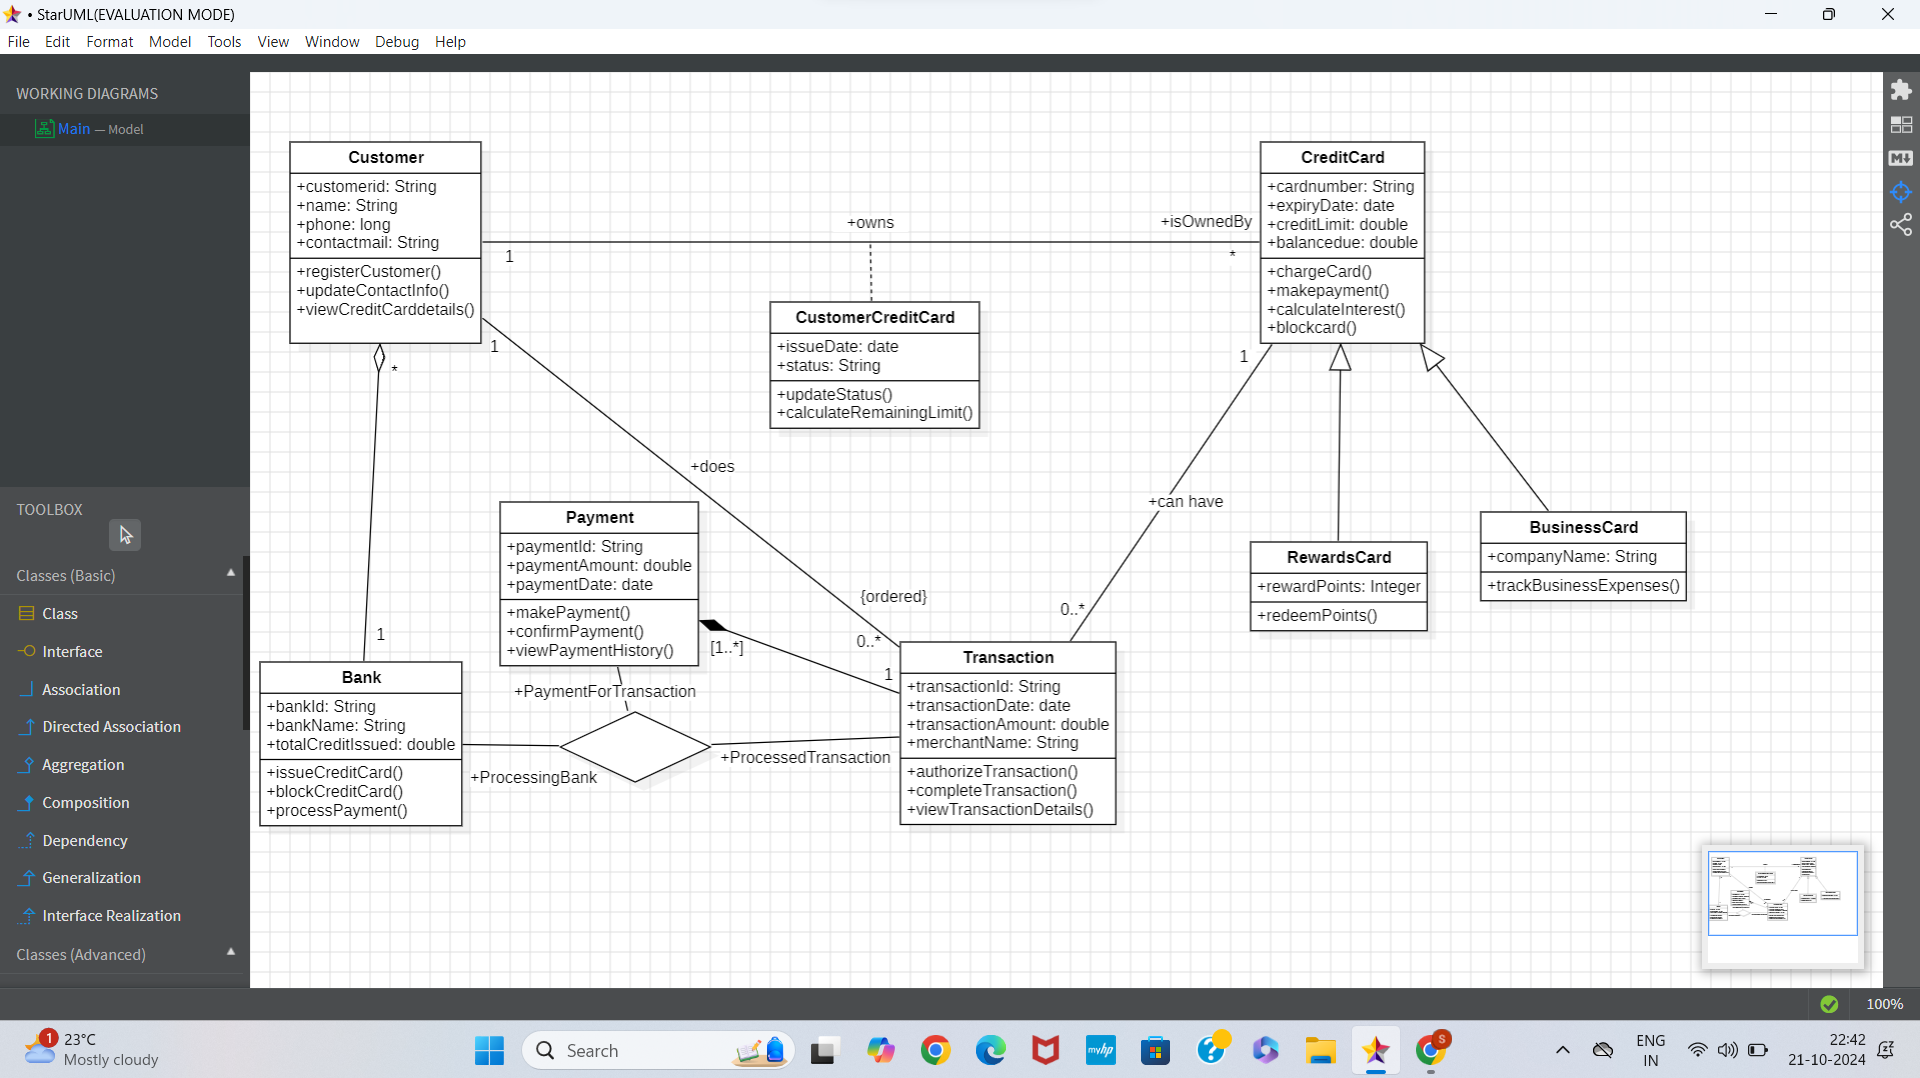 • StarUML(EVALUATION MODE)
File Edit Format Model Tools View Window Debug Help
WORKING DIAGRAMS
Main — Model
TOOLBOX
Classes (Basic)
Class
Interface
Association
Directed Association
Aggregation
Composition
Dependency
Generalization
Interface Realization
Classes (Advanced)
Customer
+customerid: String
+name: String
+phone: long
+contactmail: String
+registerCustomer()
+updateContactInfo()
+viewCreditCarddetails()
1
+owns
+isOwnedBy
*
CreditCard
+cardnumber: String
+expiryDate: date
+creditLimit: double
+balancedue: double
+chargeCard()
+makepayment()
+calculateInterest()
+blockcard()
CustomerCreditCard
+issueDate: date
+status: String
+updateStatus()
+calculateRemainingLimit()
1
*
1
+does
+can have
{ordered}
0..*
0..*
1
Payment
+paymentId: String
+paymentAmount: double
+paymentDate: date
+makePayment()
+confirmPayment()
+viewPaymentHistory()
[1..*]
1
RewardsCard
+rewardPoints: Integer
+redeemPoints()
BusinessCard
+companyName: String
+trackBusinessExpenses()
Bank
+bankId: String
+bankName: String
+totalCreditIssued: double
+issueCreditCard()
+blockCreditCard()
+processPayment()
+PaymentForTransaction
+ProcessingBank
+ProcessedTransaction
Transaction
+transactionId: String
+transactionDate: date
+transactionAmount: double
+merchantName: String
+authorizeTransaction()
+completeTransaction()
+viewTransactionDetails()
M
100%
1
23°C
Mostly cloudy
Search
myhp
S
ENG
IN
22:42
21-10-2024